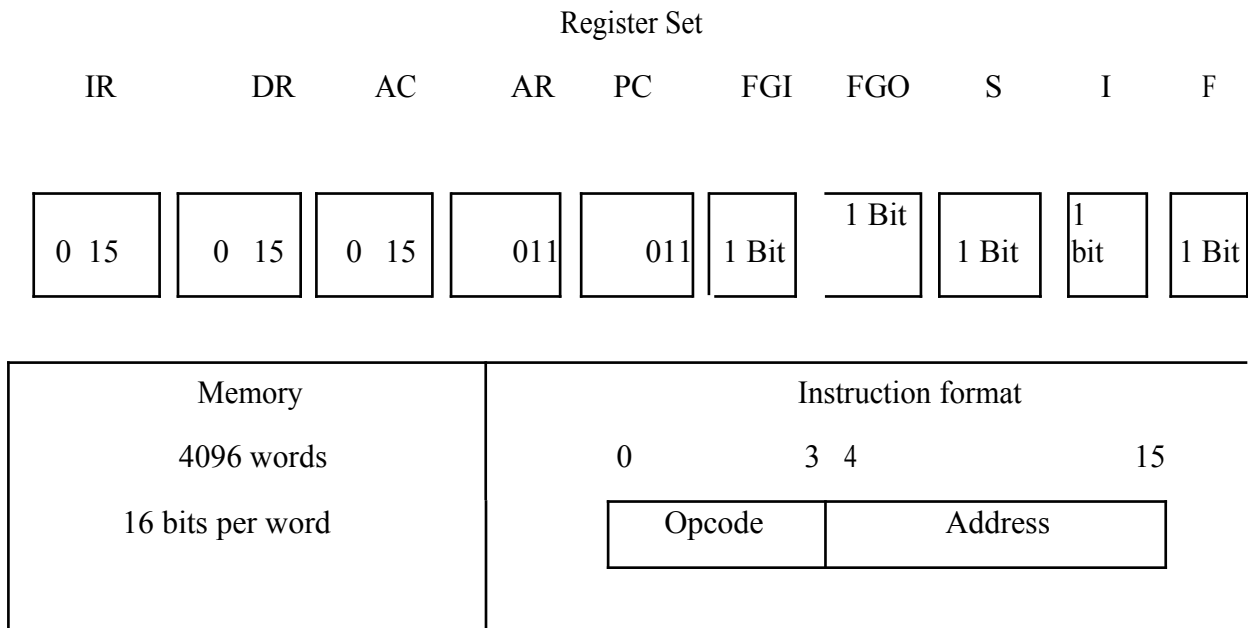 Register Set
IR DR AC AR PC FGI FGO S I F
0 15 0 15 0 15 011 011 1 Bit 1 Bit 1 Bit 1 bit 1 Bit
Memory Instruction format
4096 words 0 3 4 15
16 bits per word Opcode Address